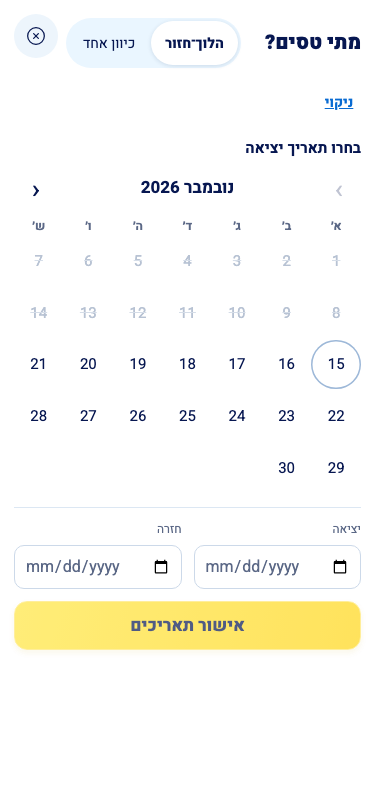 מתי טסים?
הלוך־חזור
כיוון אחד
ניקוי
בחרו תאריך יציאה
נובמבר 2026
א׳ ב׳ ג׳ ד׳ ה׳ ו׳ ש׳
1 2 3 4 5 6 7
8 9 10 11 12 13 14
15 16 17 18 19 20 21
22 23 24 25 26 27 28
29 30
יציאה חזרה
mm/dd/yyyy mm/dd/yyyy
אישור תאריכים